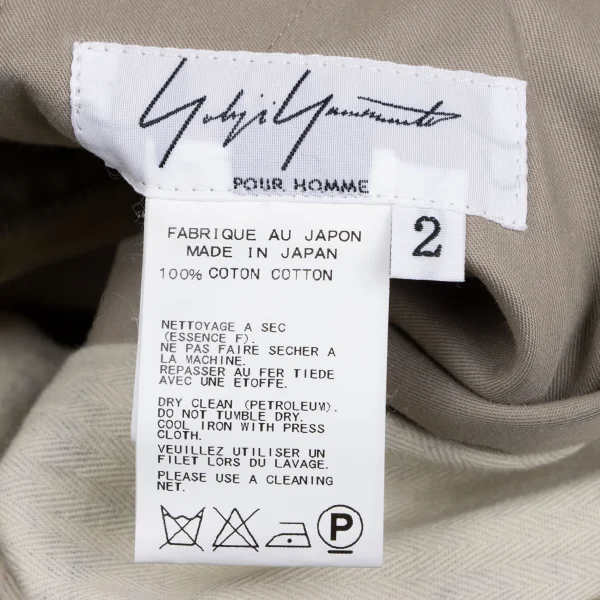 Yohji Yamamoto
POUR HOMME
2
FABRIQUE AU JAPON
MADE IN JAPAN
100% COTON COTTON
NETTOYAGE A SEC
(ESSENCE F).
NE PAS FAIRE SECHER A
LA MACHINE.
REPASSER AU FER TIEDE
AVEC UNE ETOFFE.
DRY CLEAN (PETROLEUM).
DO NOT TUMBLE DRY.
COOL IRON WITH PRESS
CLOTH.
VEUILLEZ UTILISER UN
FILET LORS DU LAVAGE.
PLEASE USE A CLEANING
NET.
P